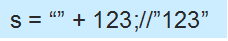 s = “” + 123;//”123”